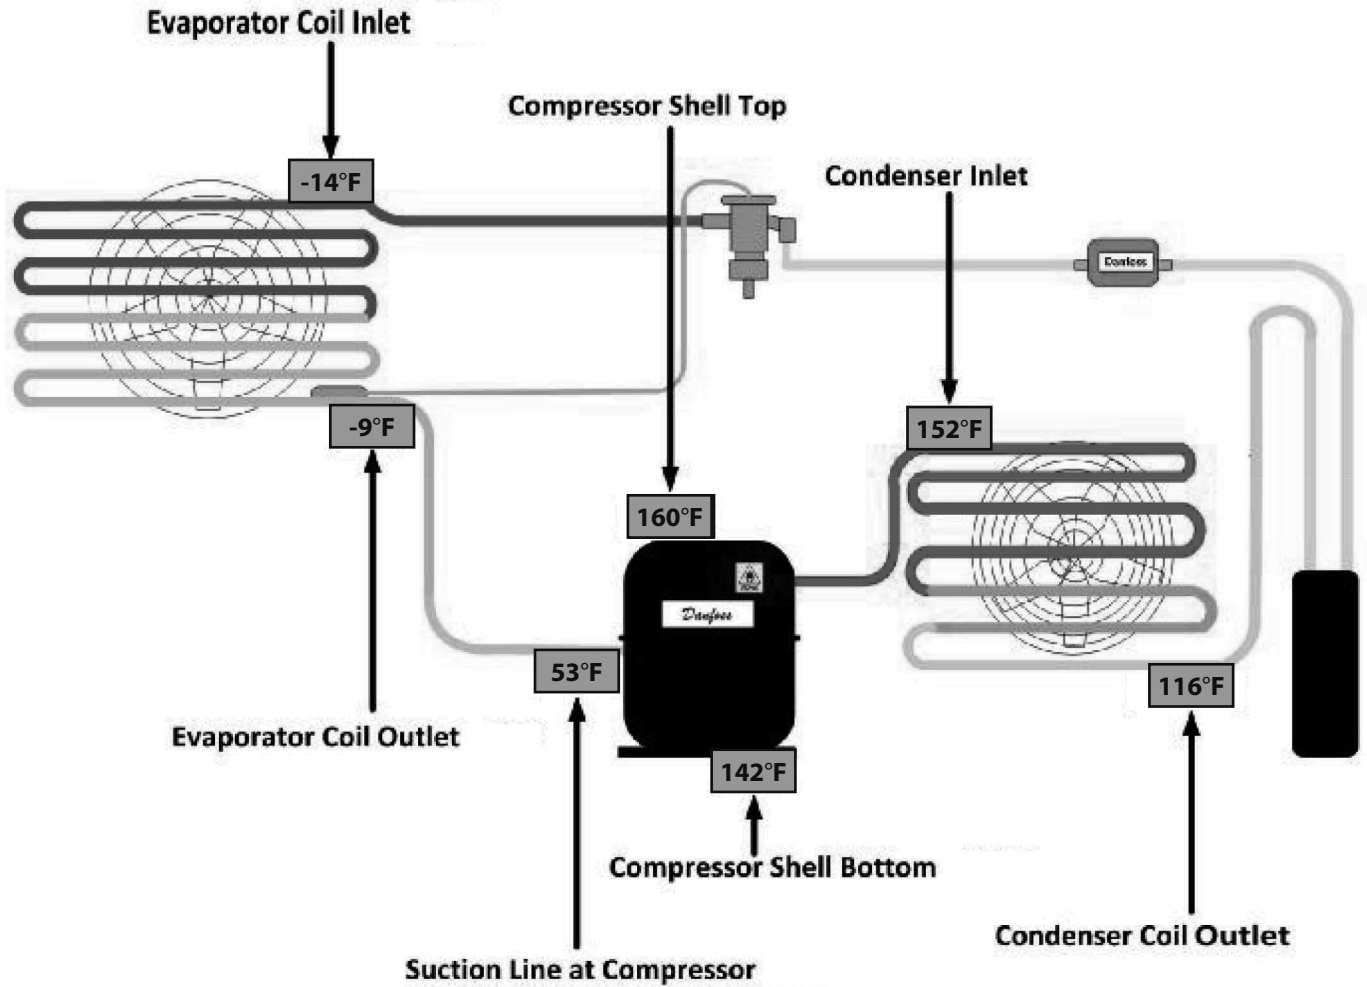 Evaporator Coil Inlet
Compressor Shell Top
-14°F
Condenser Inlet
Danfoss
-9°F
152°F
160°F
Danfoss
53°F
116°F
Evaporator Coil Outlet
142°F
Compressor Shell Bottom
Condenser Coil Outlet
Suction Line at Compressor